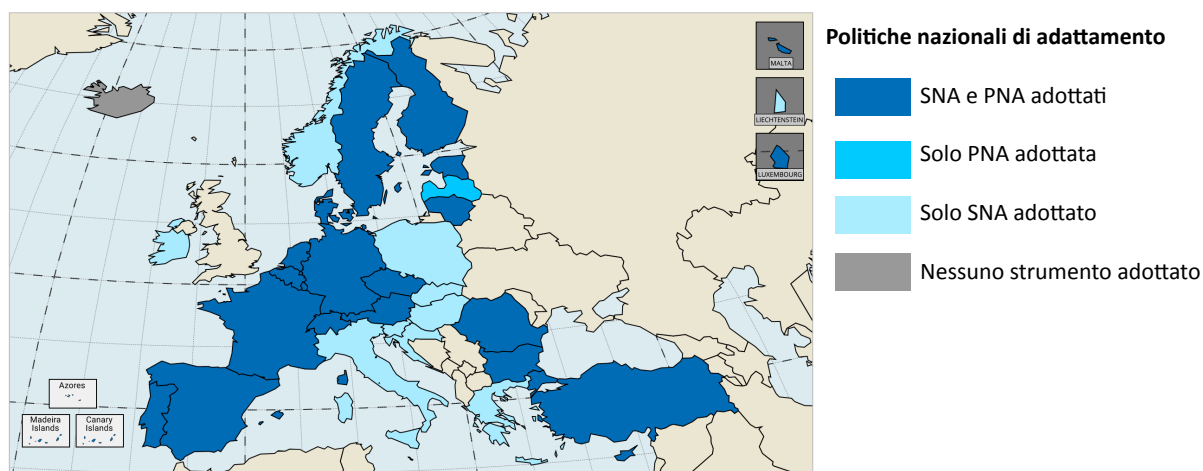 Politiche nazionali di adattamento
SNA e PNA adottati
Solo PNA adottata
Solo SNA adottato
Nessuno strumento adottato
MALTA
LIECHTENSTEIN
LUXEMBOURG
Azores
Madeira
Islands
Canary
Islands